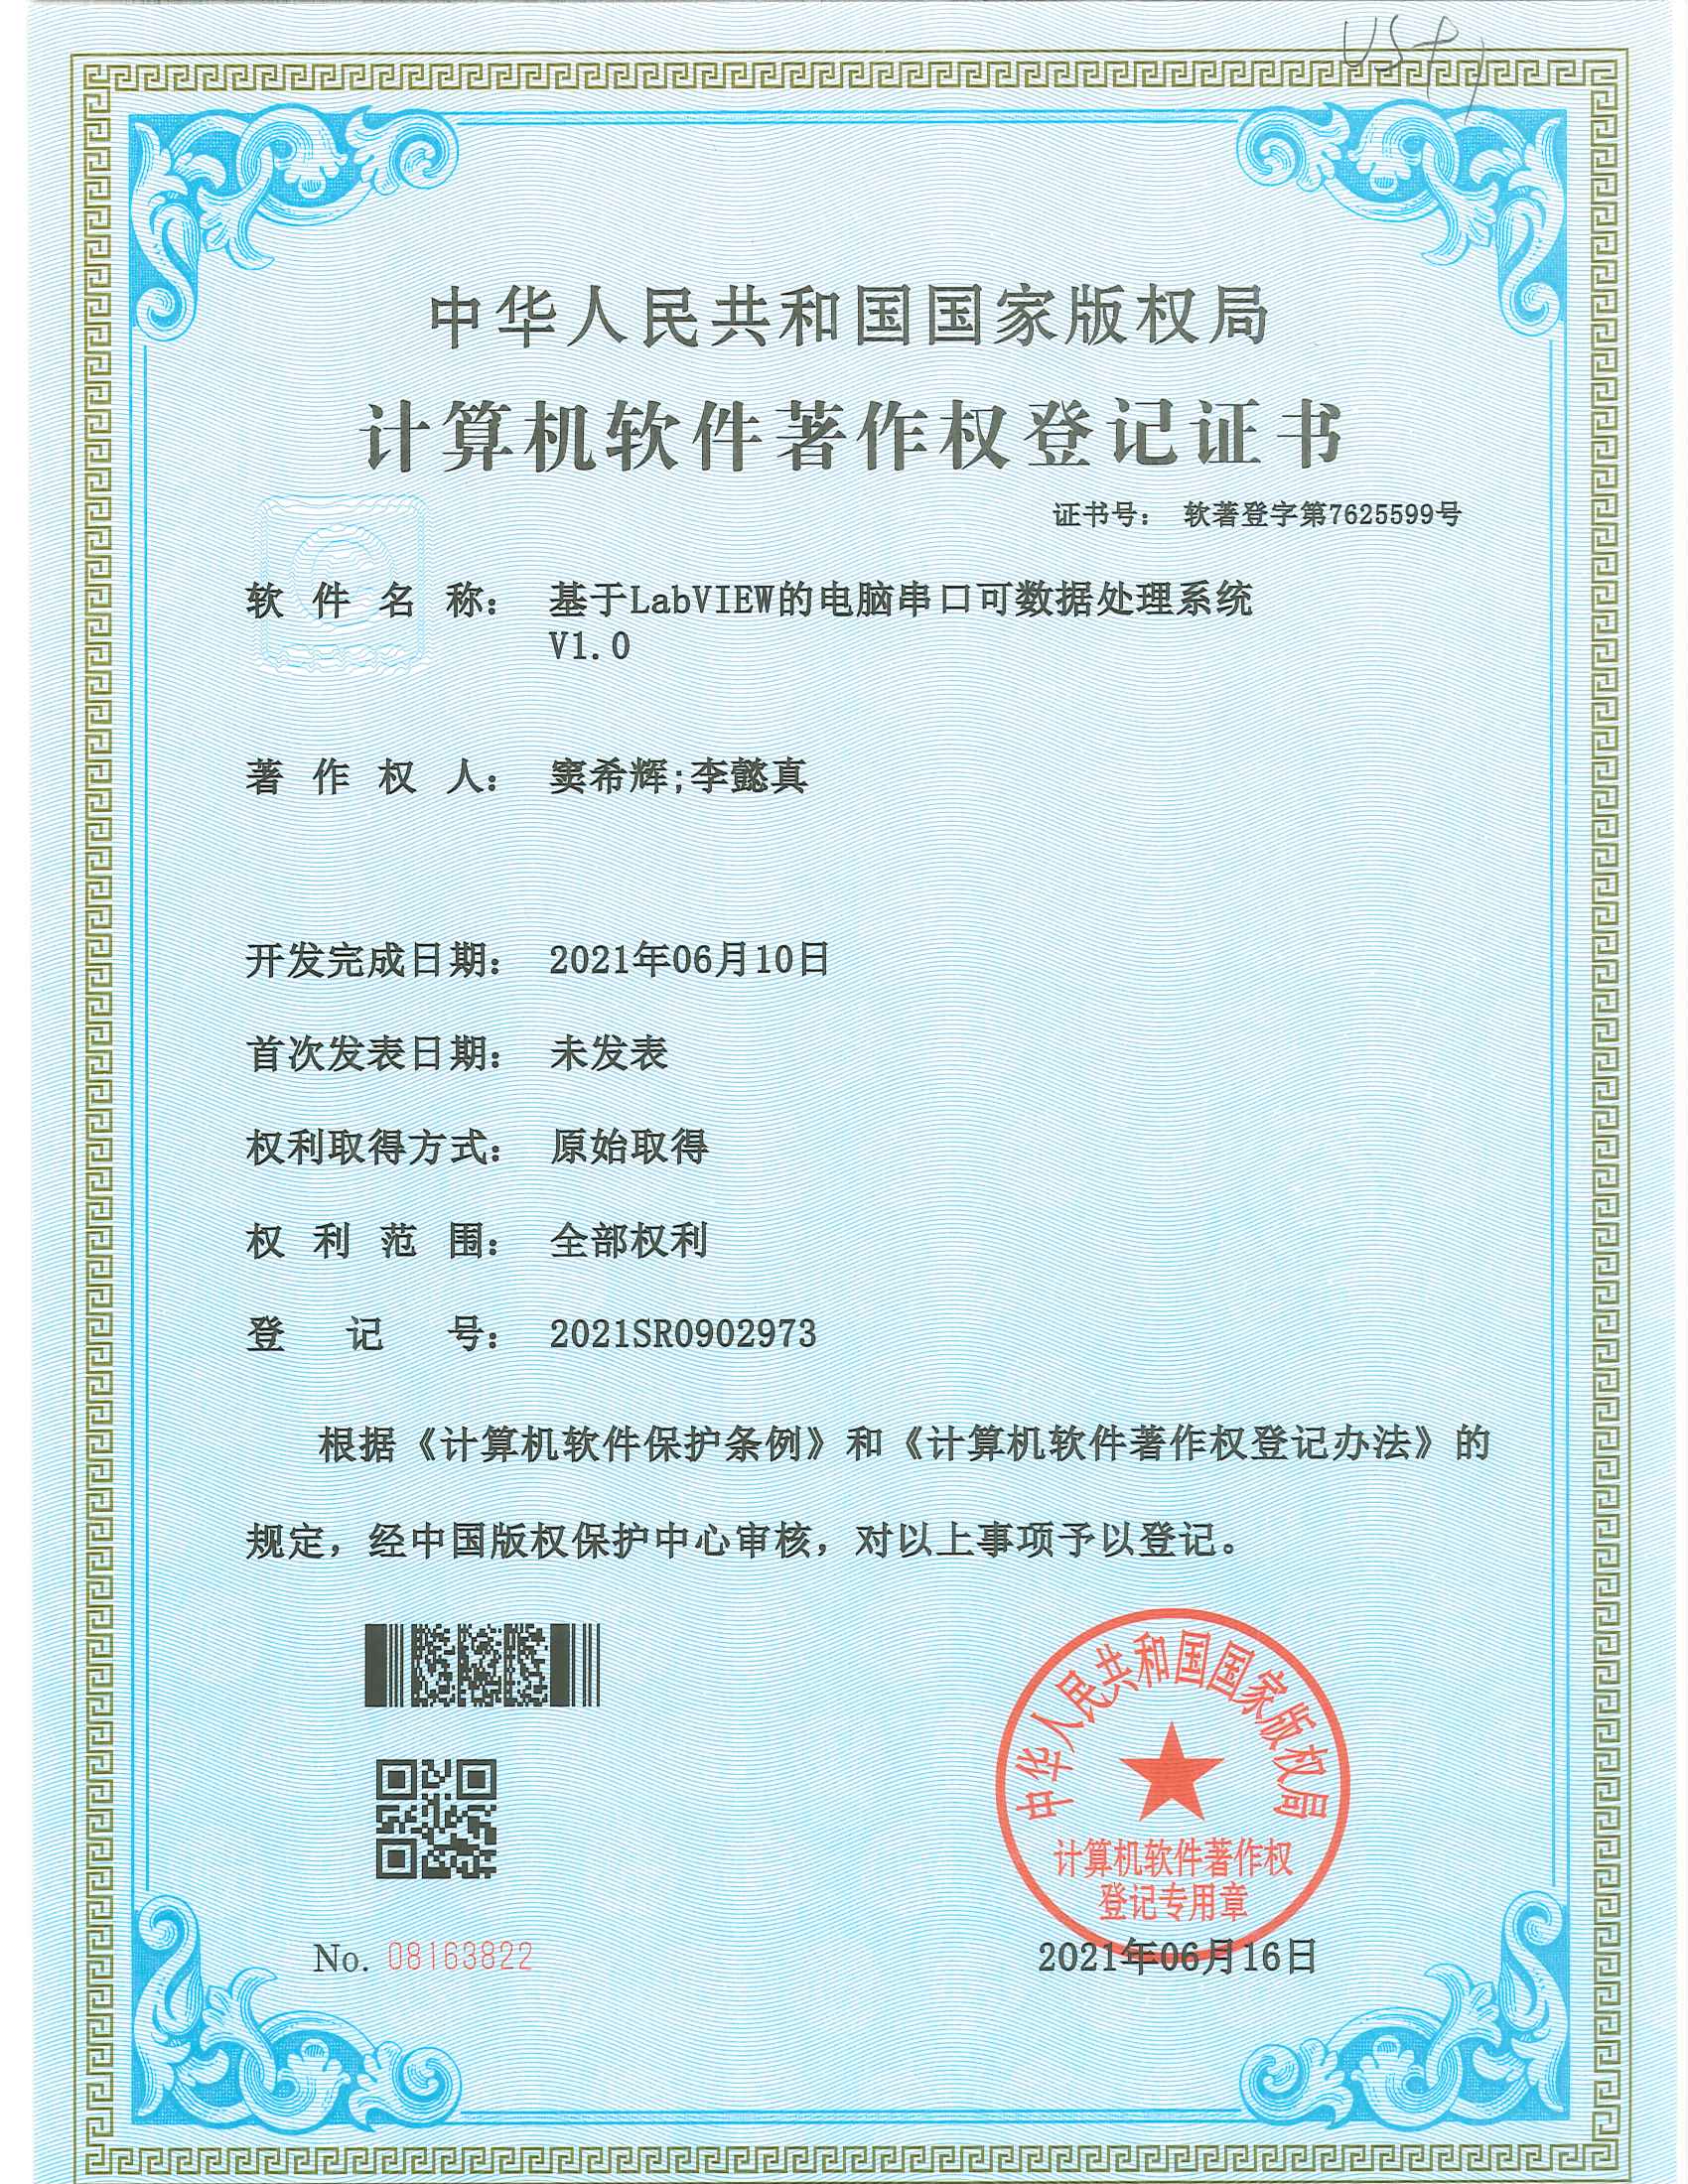 中华人民共和国国家版权局
计算机软件著作权登记证书
证书号： 软著登字第7625599号
软件名称： 基于LabVIEW的电脑串口可数据处理系统
V1.0
著作权人： 窦希辉;李懿真
开发完成日期： 2021年06月10日
首次发表日期： 未发表
权利取得方式： 原始取得
权利范围： 全部权利
登记号： 2021SR0902973
根据《计算机软件保护条例》和《计算机软件著作权登记办法》的
规定，经中国版权保护中心审核，对以上事项予以登记。
中华人民共和国国家版权局
计算机软件著作权
登记专用章
No. 08163822
2021年06月16日